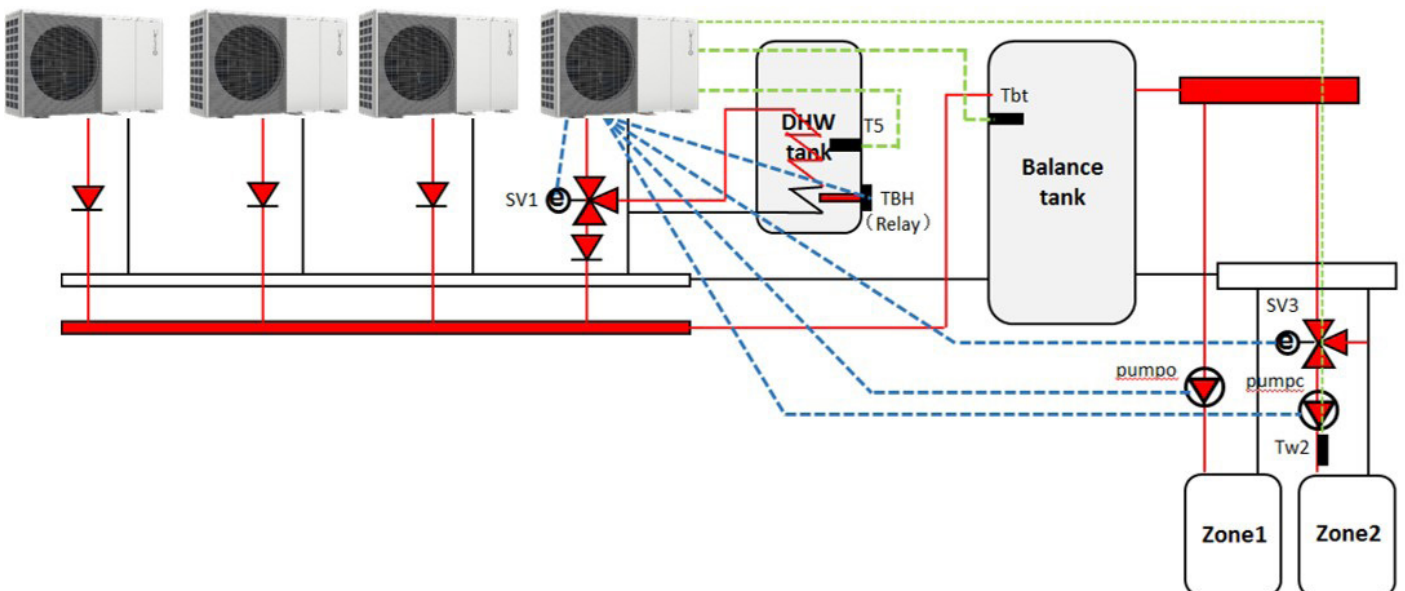 DHW
tank
T5
Tbt
Balance
tank
SV1
e
TBH
（Relay）
SV3
e
pumpo
pumpc
Tw2
Zone1
Zone2